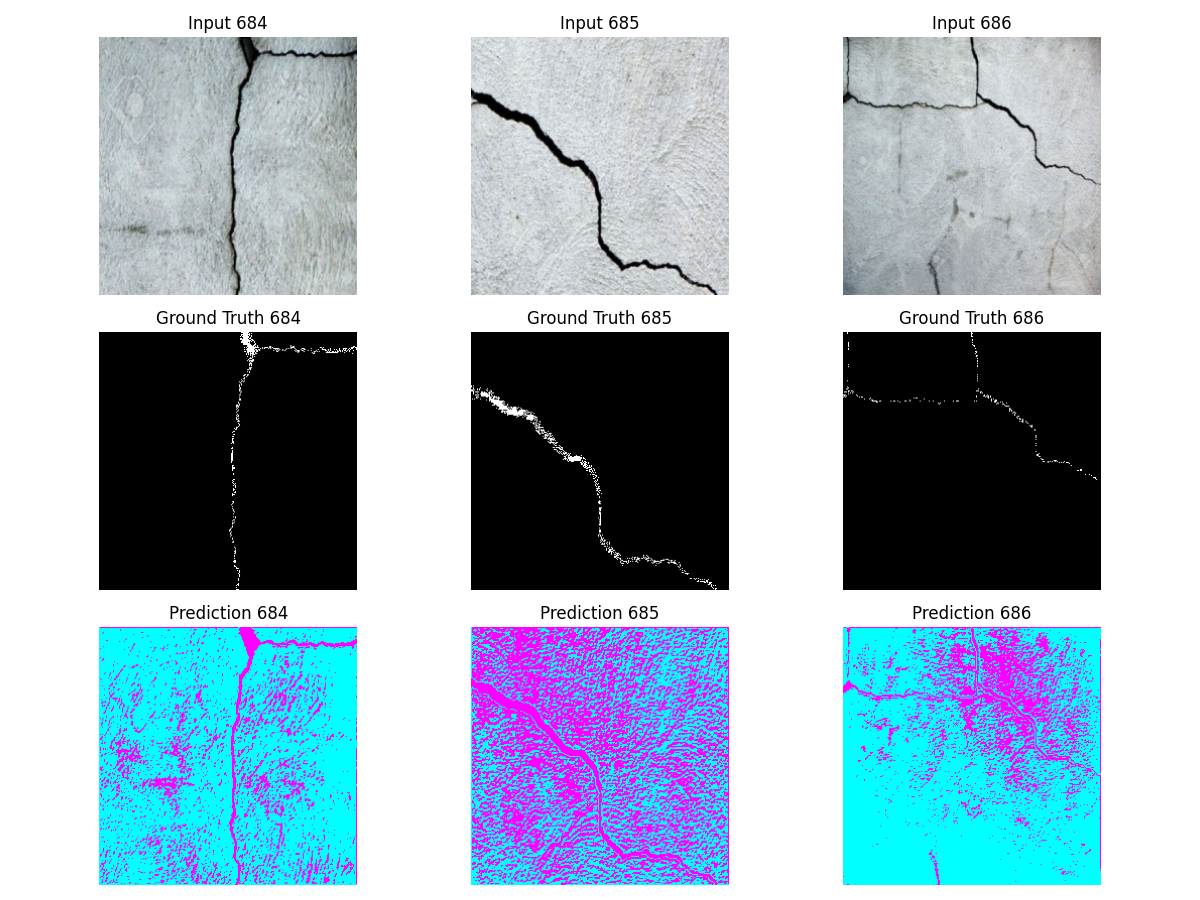 Input 684
Input 685
Input 686
Ground Truth 684
Ground Truth 685
Ground Truth 686
Prediction 684
Prediction 685
Prediction 686